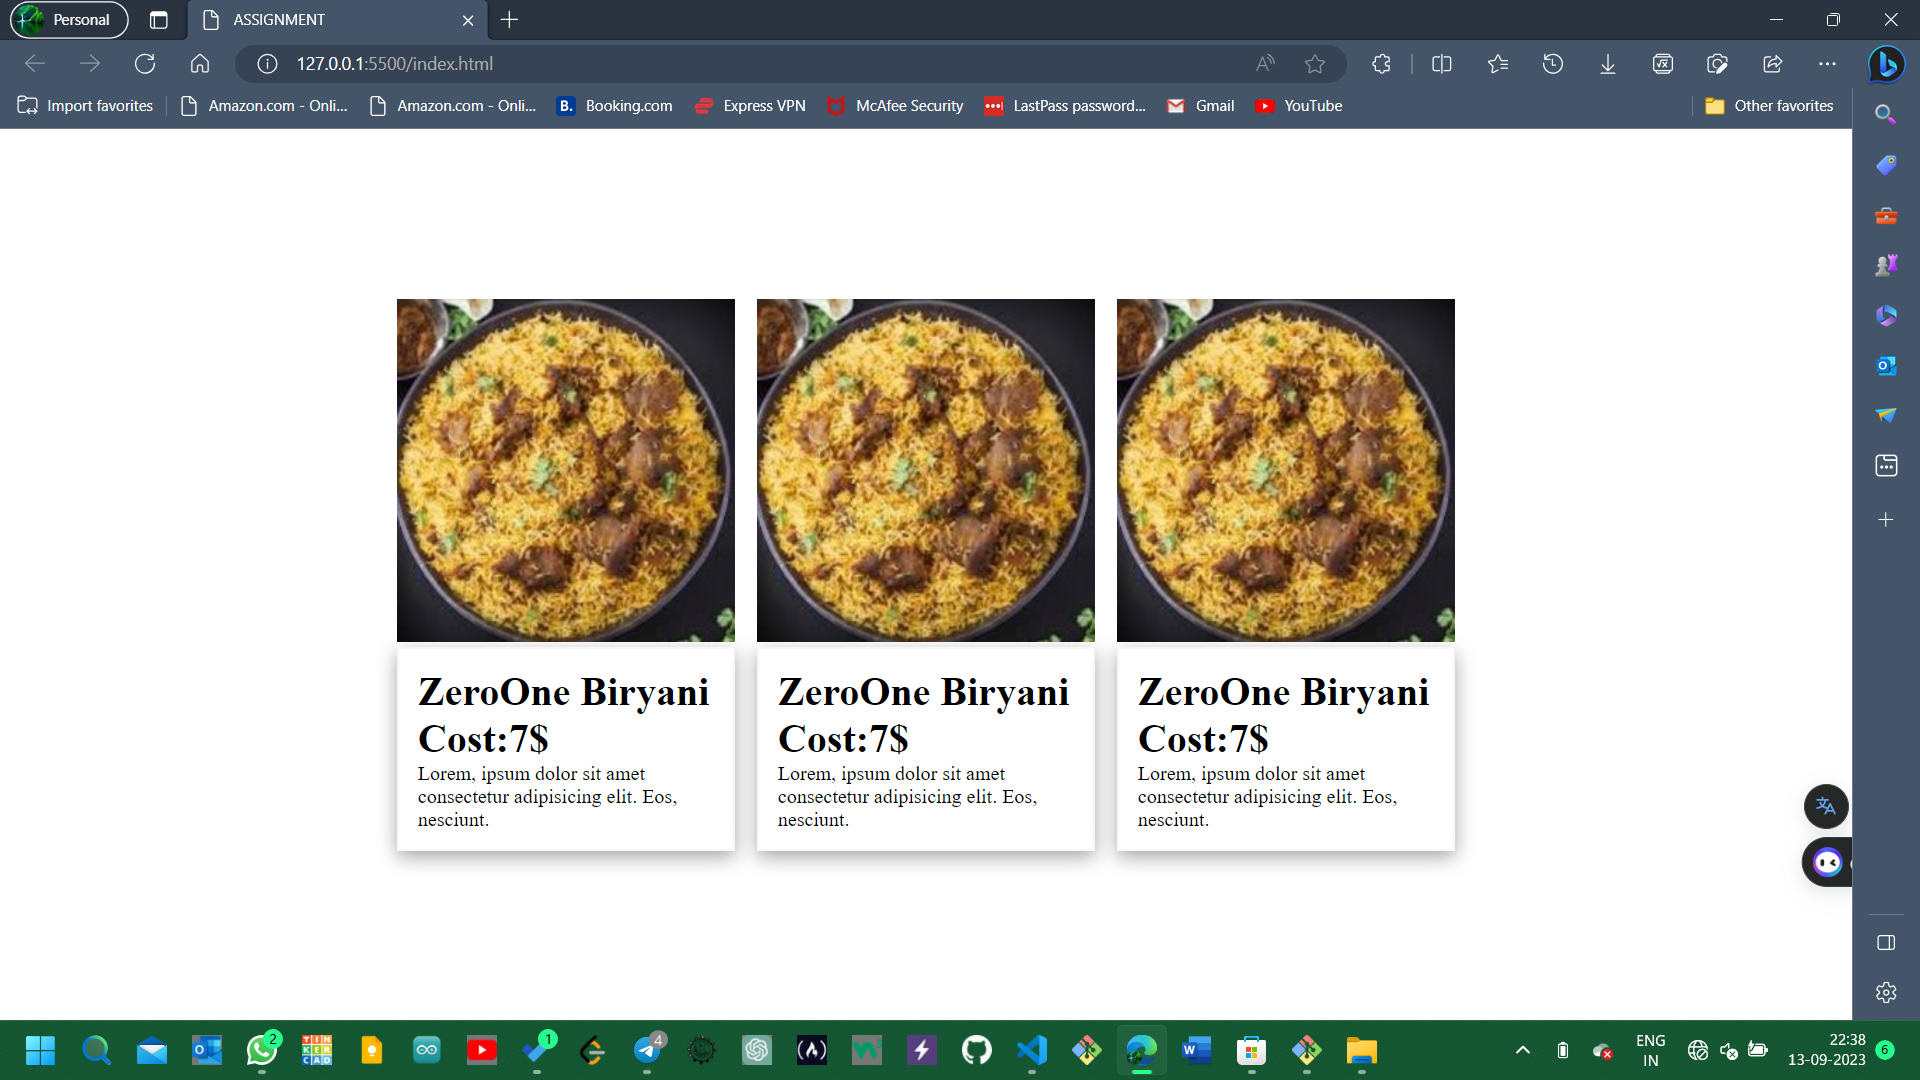 Personal
ASSIGNMENT
127.0.0.1:5500/index.html
Import favorites
Amazon.com - Onli...
Amazon.com - Onli...
B.
Booking.com
Express VPN
McAfee Security
LastPass password...
Gmail
YouTube
Other favorites
ZeroOne Biryani
Cost:7$
Lorem, ipsum dolor sit amet
consectetur adipisicing elit. Eos,
nesciunt.
ZeroOne Biryani
Cost:7$
Lorem, ipsum dolor sit amet
consectetur adipisicing elit. Eos,
nesciunt.
ZeroOne Biryani
Cost:7$
Lorem, ipsum dolor sit amet
consectetur adipisicing elit. Eos,
nesciunt.
2
TIN
KER
CAD
1
4
ENG
IN
22:38
13-09-2023
6